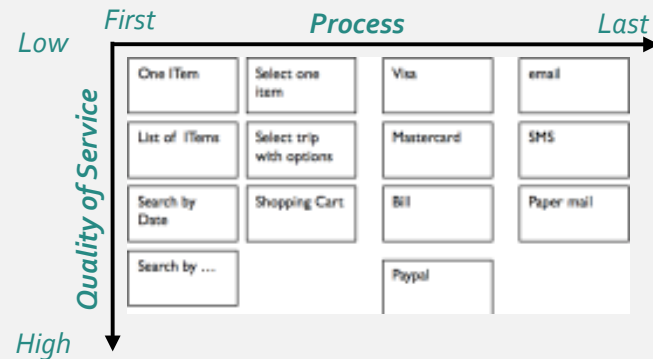 First
Process
Last
Low
Quality of Service
High
One ITem
Select one
item
Visa
email
List of ITems
Select trip
with options
Mastercard
SMS
Search by
Date
Shopping Cart
Bill
Paper mail
Search by ...
Paypal